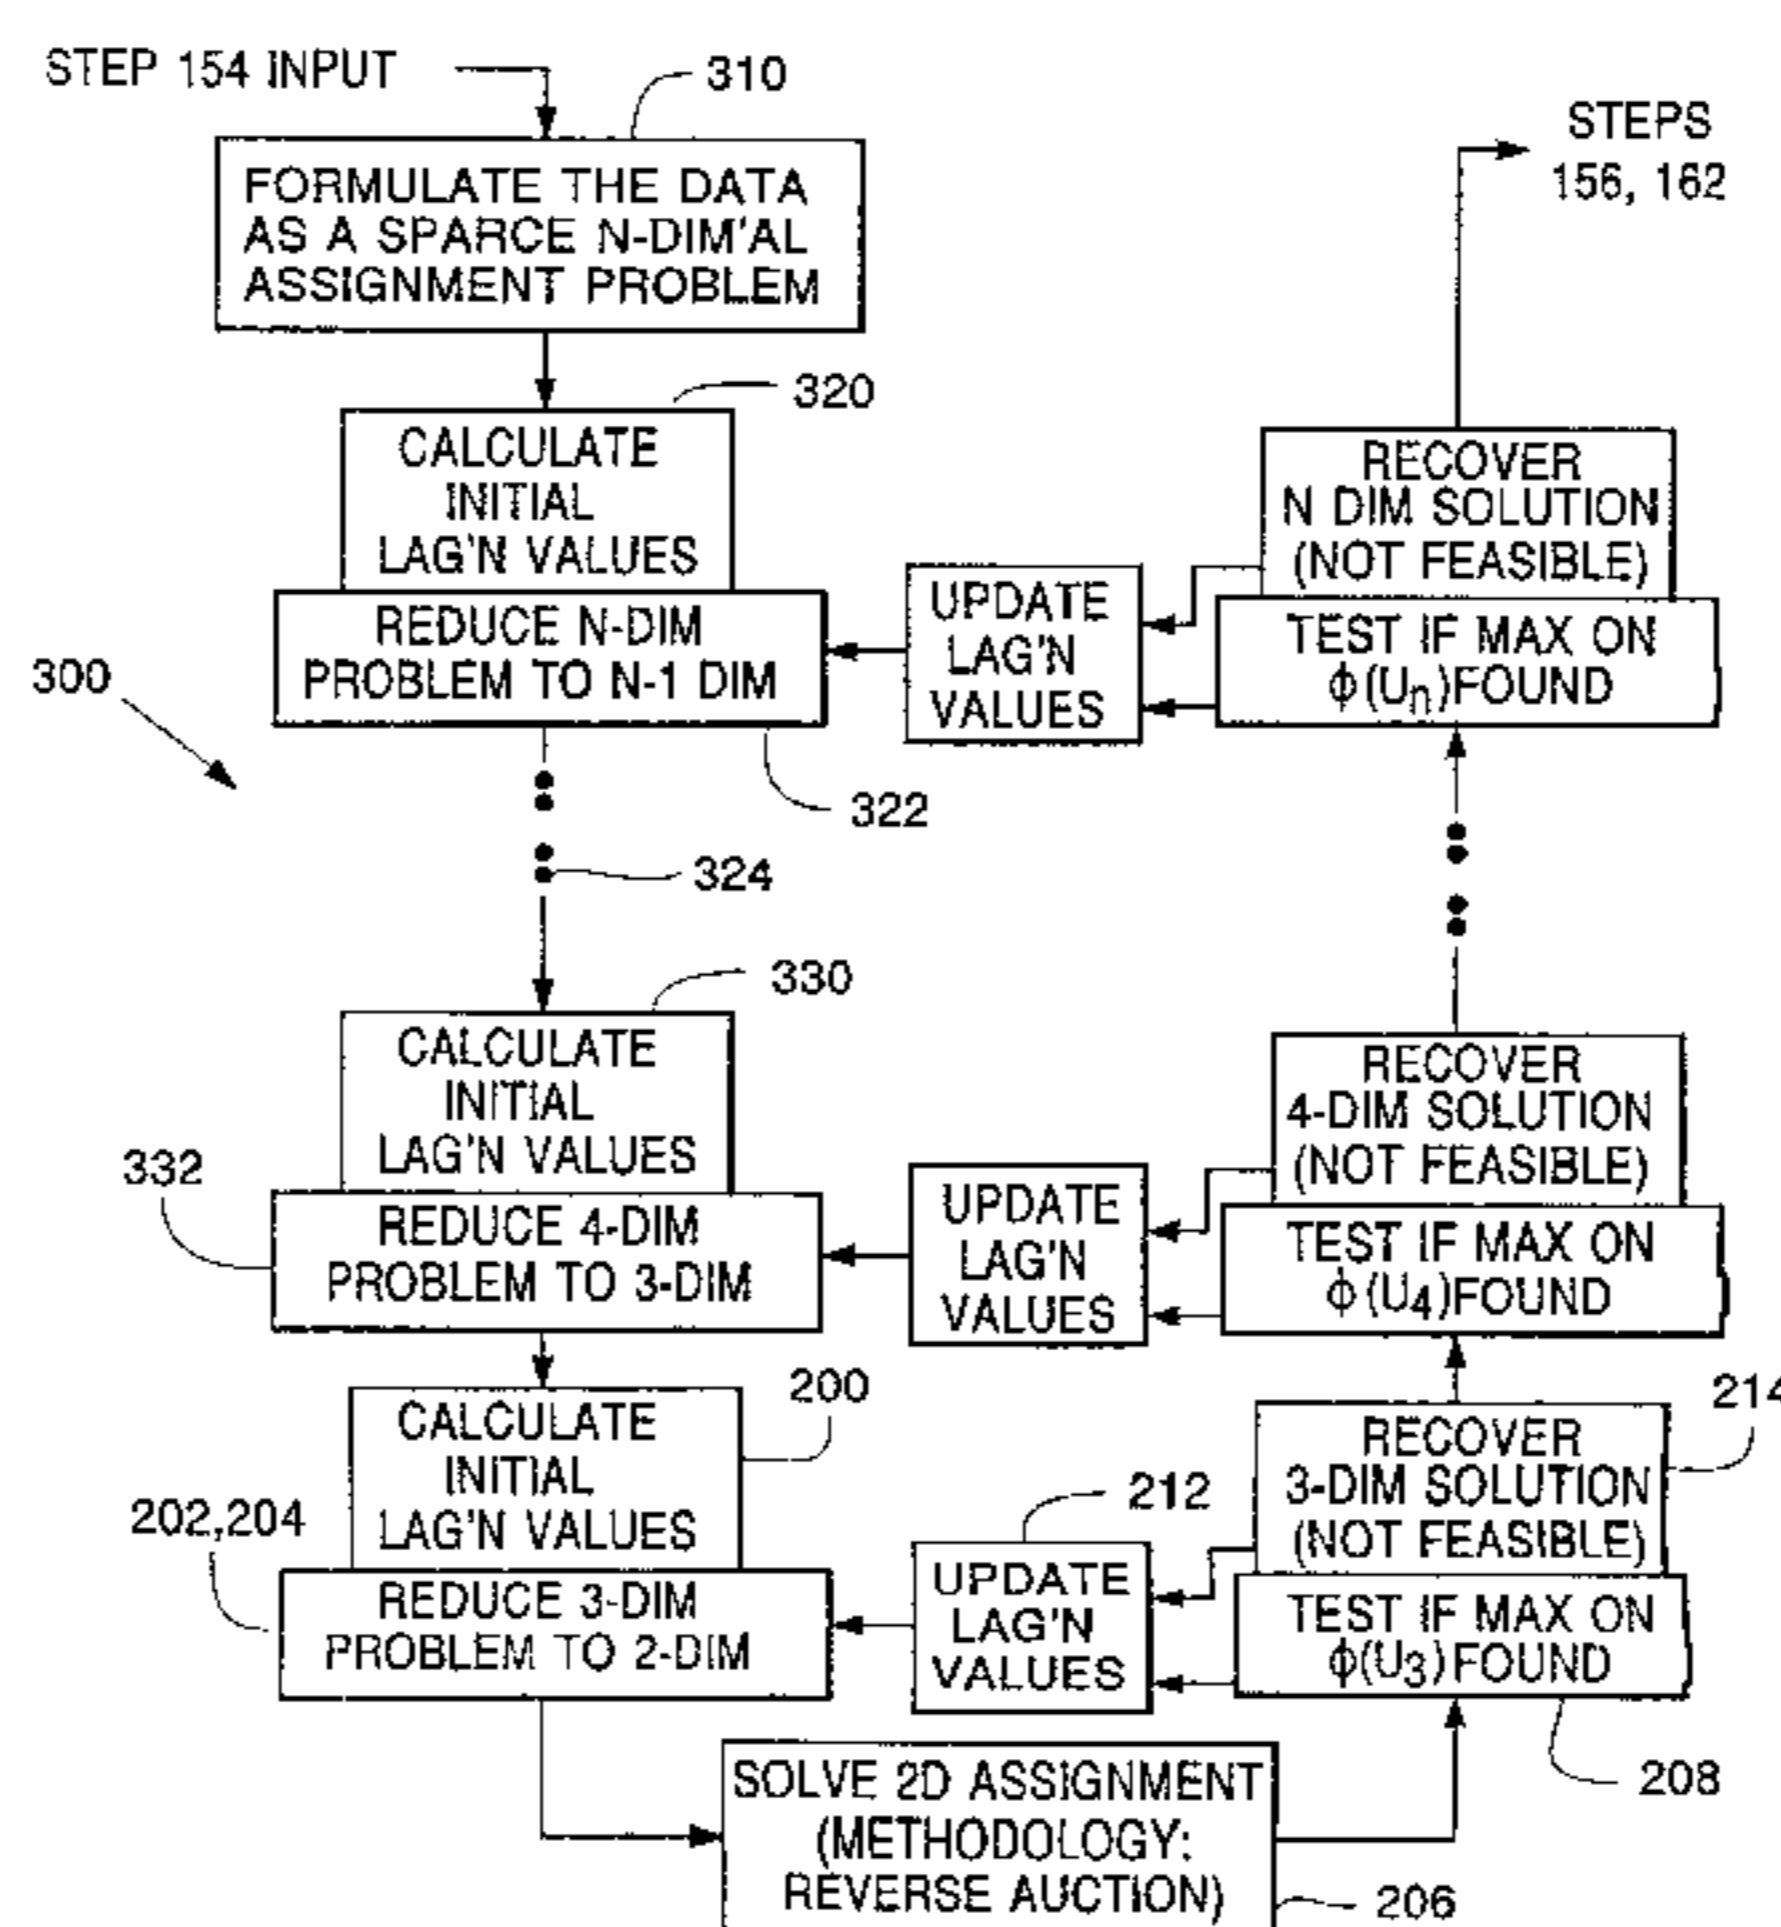 STEP 154 INPUT
310
FORMULATE THE DATA
AS A SPARCE N-DIM'AL
ASSIGNMENT PROBLEM
STEPS
156, 162
320
CALCULATE
INITIAL
LAG'N VALUES
REDUCE N-DIM
PROBLEM TO N-1 DIM
322
300
324
UPDATE
LAG'N
VALUES
RECOVER
N DIM SOLUTION
(NOT FEASIBLE)
TEST IF MAX ON
ϕ(Un)FOUND
330
CALCULATE
INITIAL
LAG'N VALUES
332
REDUCE 4-DIM
PROBLEM TO 3-DIM
UPDATE
LAG'N
VALUES
RECOVER
4-DIM SOLUTION
(NOT FEASIBLE)
TEST IF MAX ON
ϕ(U4)FOUND
200
CALCULATE
INITIAL
LAG'N VALUES
202,204
REDUCE 3-DIM
PROBLEM TO 2-DIM
212
UPDATE
LAG'N
VALUES
214
RECOVER
3-DIM SOLUTION
(NOT FEASIBLE)
TEST IF MAX ON
ϕ(U3)FOUND
208
SOLVE 2D ASSIGNMENT
(METHODOLOGY:
REVERSE AUCTION)
206